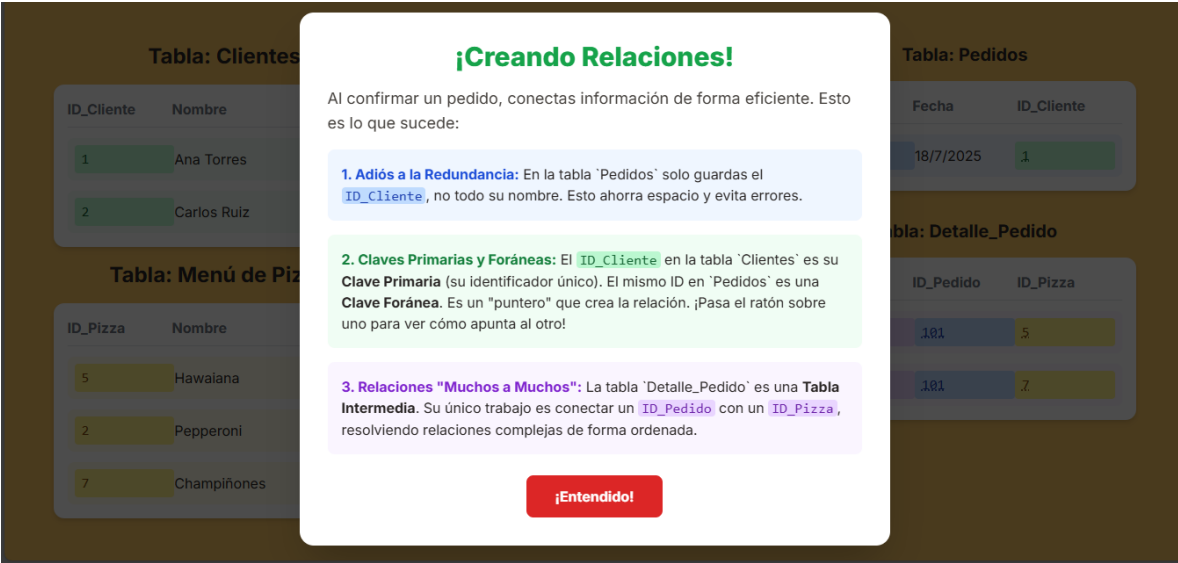 Tabla: Clientes
ID_Cliente Nombre
1 Ana Torres
2 Carlos Ruiz
Tabla: Menú de Piz
ID_Pizza Nombre
5 Hawaiana
2 Pepperoni
7 Champiñones
¡Creando Relaciones!
Al confirmar un pedido, conectas información de forma eficiente. Esto
es lo que sucede:
1. Adiós a la Redundancia: En la tabla `Pedidos` solo guardas el
ID_Cliente, no todo su nombre. Esto ahorra espacio y evita errores.
2. Claves Primarias y Foráneas: El ID_Cliente en la tabla `Clientes` es su
Clave Primaria (su identificador único). El mismo ID en `Pedidos` es una
Clave Foránea. Es un "puntero" que crea la relación. ¡Pasa el ratón sobre
uno para ver cómo apunta al otro!
3. Relaciones "Muchos a Muchos": La tabla `Detalle_Pedido` es una Tabla
Intermedia. Su único trabajo es conectar un ID_Pedido con un ID_Pizza,
resolviendo relaciones complejas de forma ordenada.
¡Entendido!
Tabla: Pedidos
Fecha ID_Cliente
18/7/2025 1
bla: Detalle_Pedido
ID_Pedido ID_Pizza
101 5
101 7